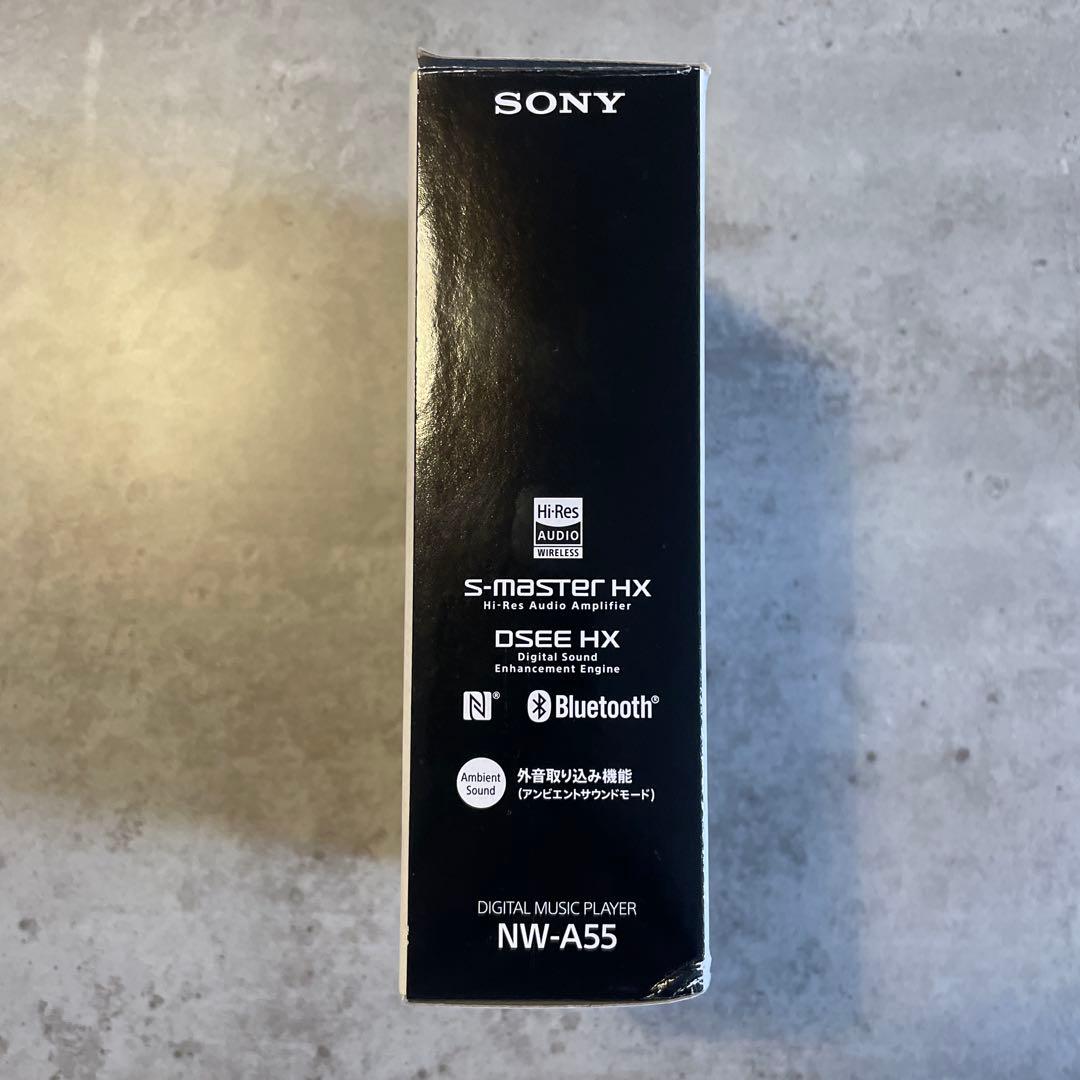 SONY
Hi-Res
AUDIO
WIRELESS
S-master HX
Hi-Res Audio Amplifier
DSEE HX
Digital Sound
Enhancement Engine
N®
Bluetooth®
Ambient
Sound
外音取り込み機能
(アンビエントサウンドモード)
DIGITAL MUSIC PLAYER
NW-A55